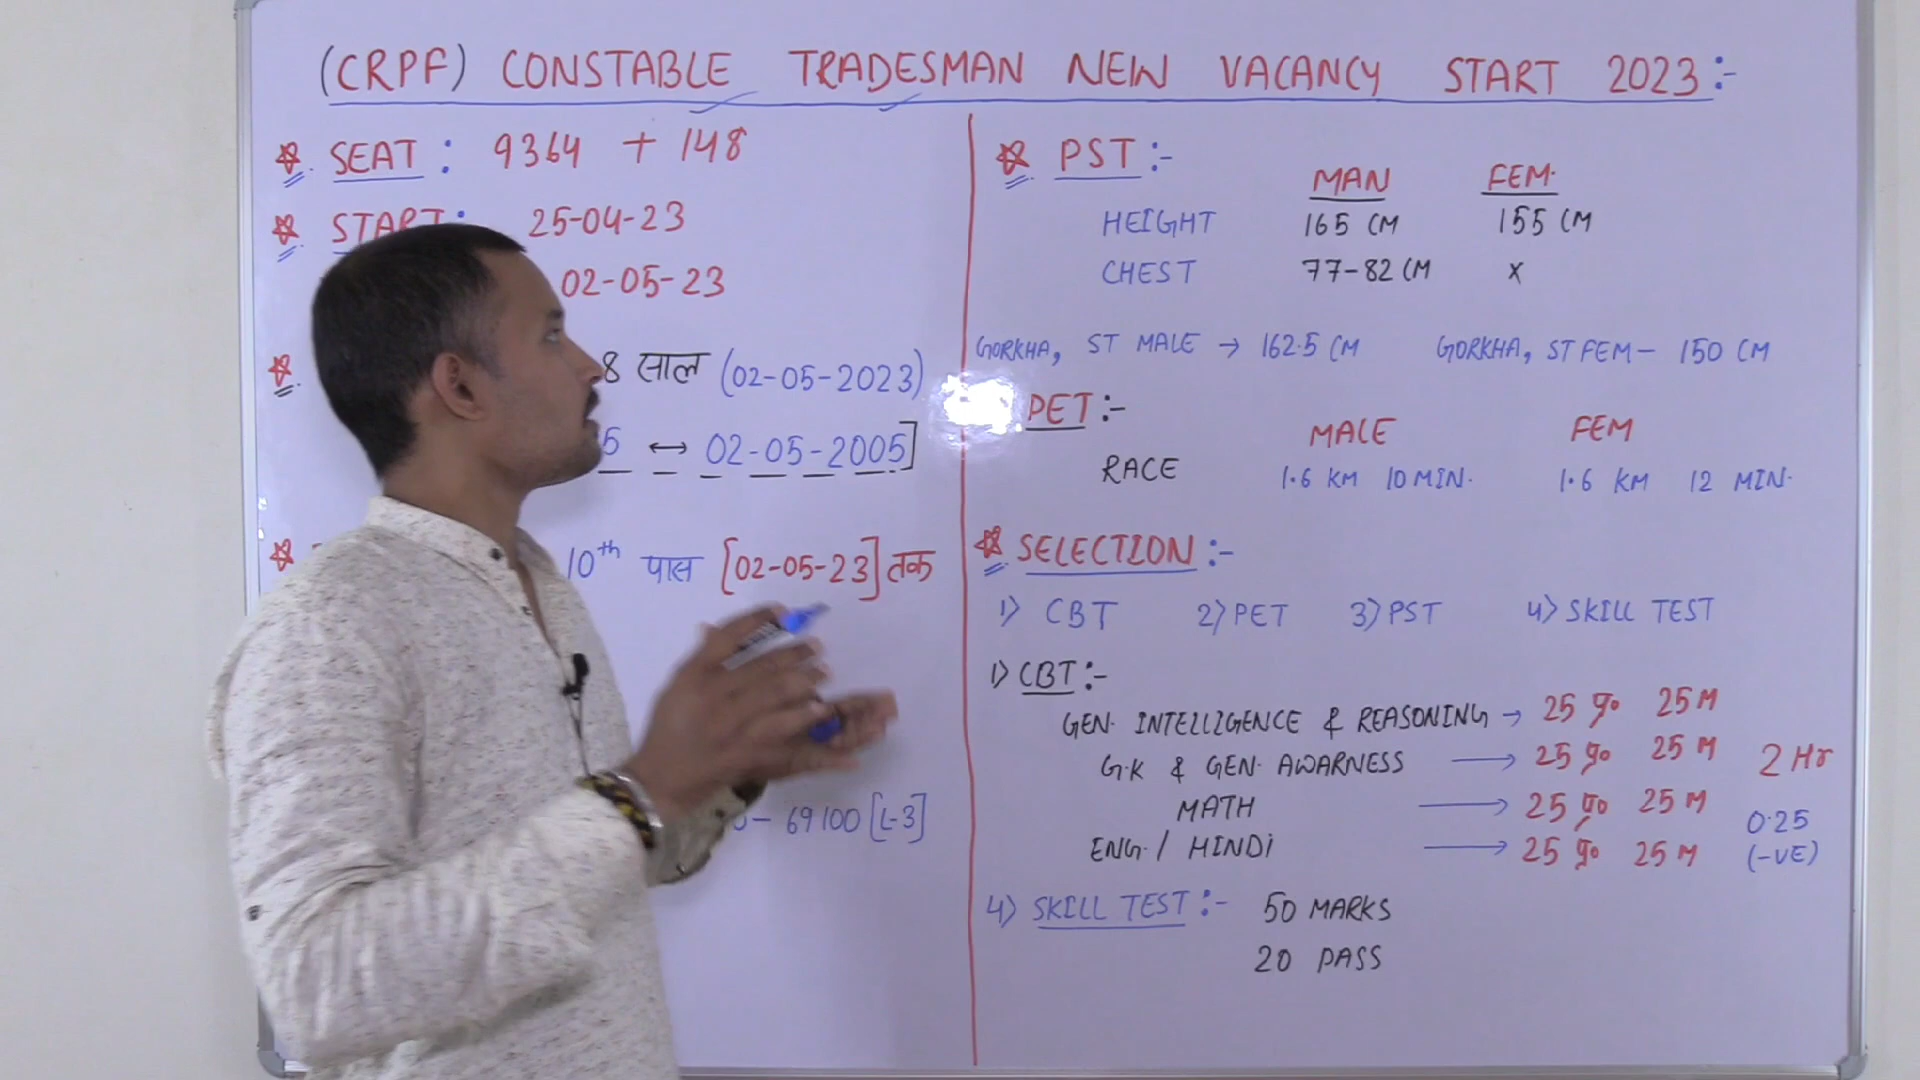 (CRPF) CONSTABLE TRADESMAN NEW VACANCY START 2023:-
SEAT : 9364 + 148
START: 25-04-23
02-05-23
8 साल (02-05-2023)
5 ↔ 02-05-2005]
10th पास [02-05-23] तक
- 69100 [L-3]
PST :-
MAN FEM.
HEIGHT 165 CM 155 CM
CHEST 77-82 CM x
GORKHA, ST MALE → 162.5 CM GORKHA, ST FEM - 150 CM
PET :-
MALE FEM
RACE 1.6 KM 10 MIN. 1.6 KM 12 MIN.
SELECTION :-
1) CBT 2) PET 3) PST 4) SKILL TEST
1) CBT :-
GEN. INTELLIGENCE & REASONING → 25 प्र० 25 M
G.K & GEN. AWARNESS → 25 प्र० 25 M 2 Hr
MATH → 25 प्र० 25 M 0.25
ENG. / HINDI → 25 प्र० 25 M (-VE)
4) SKILL TEST :- 50 MARKS
20 PASS